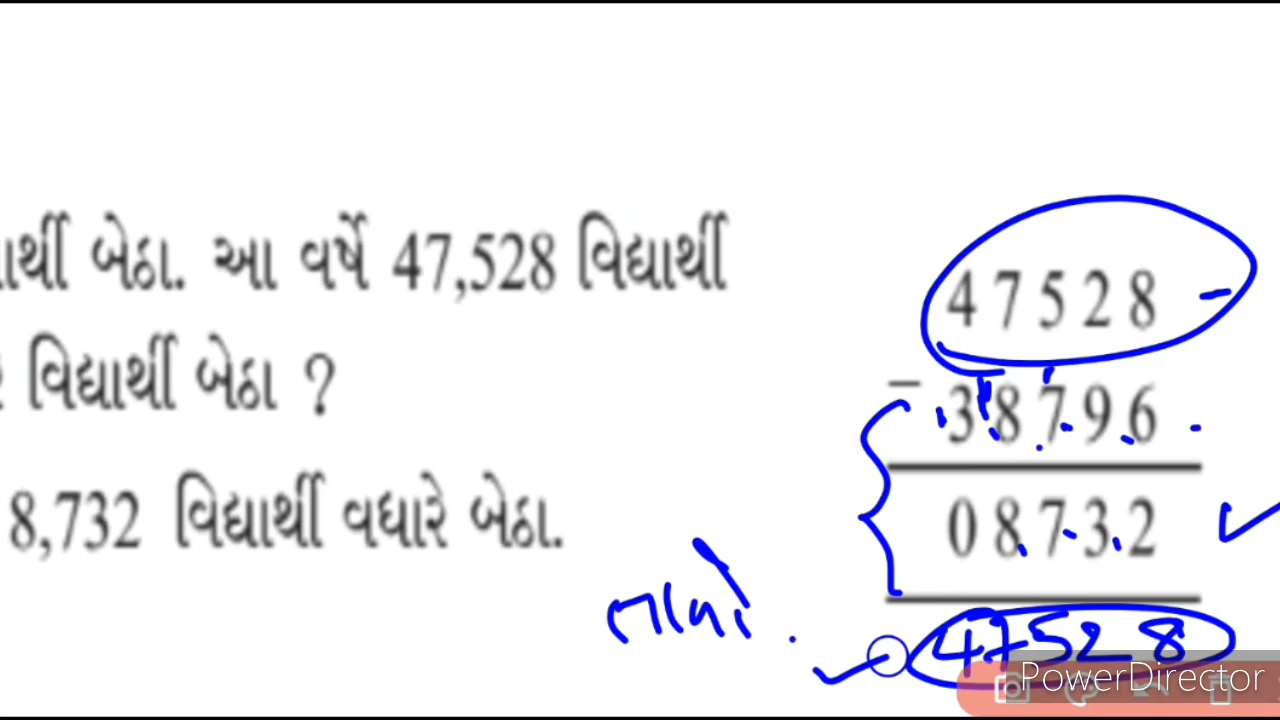 બેઠા. આ વર્ષે 47,528 વિદ્યાર્થી
વિદ્યાર્થી બેઠા ?
8,732 વિદ્યાર્થી વધારે બેઠા.
47528
- 38796
08732
47528
તાળો.
PowerDirector